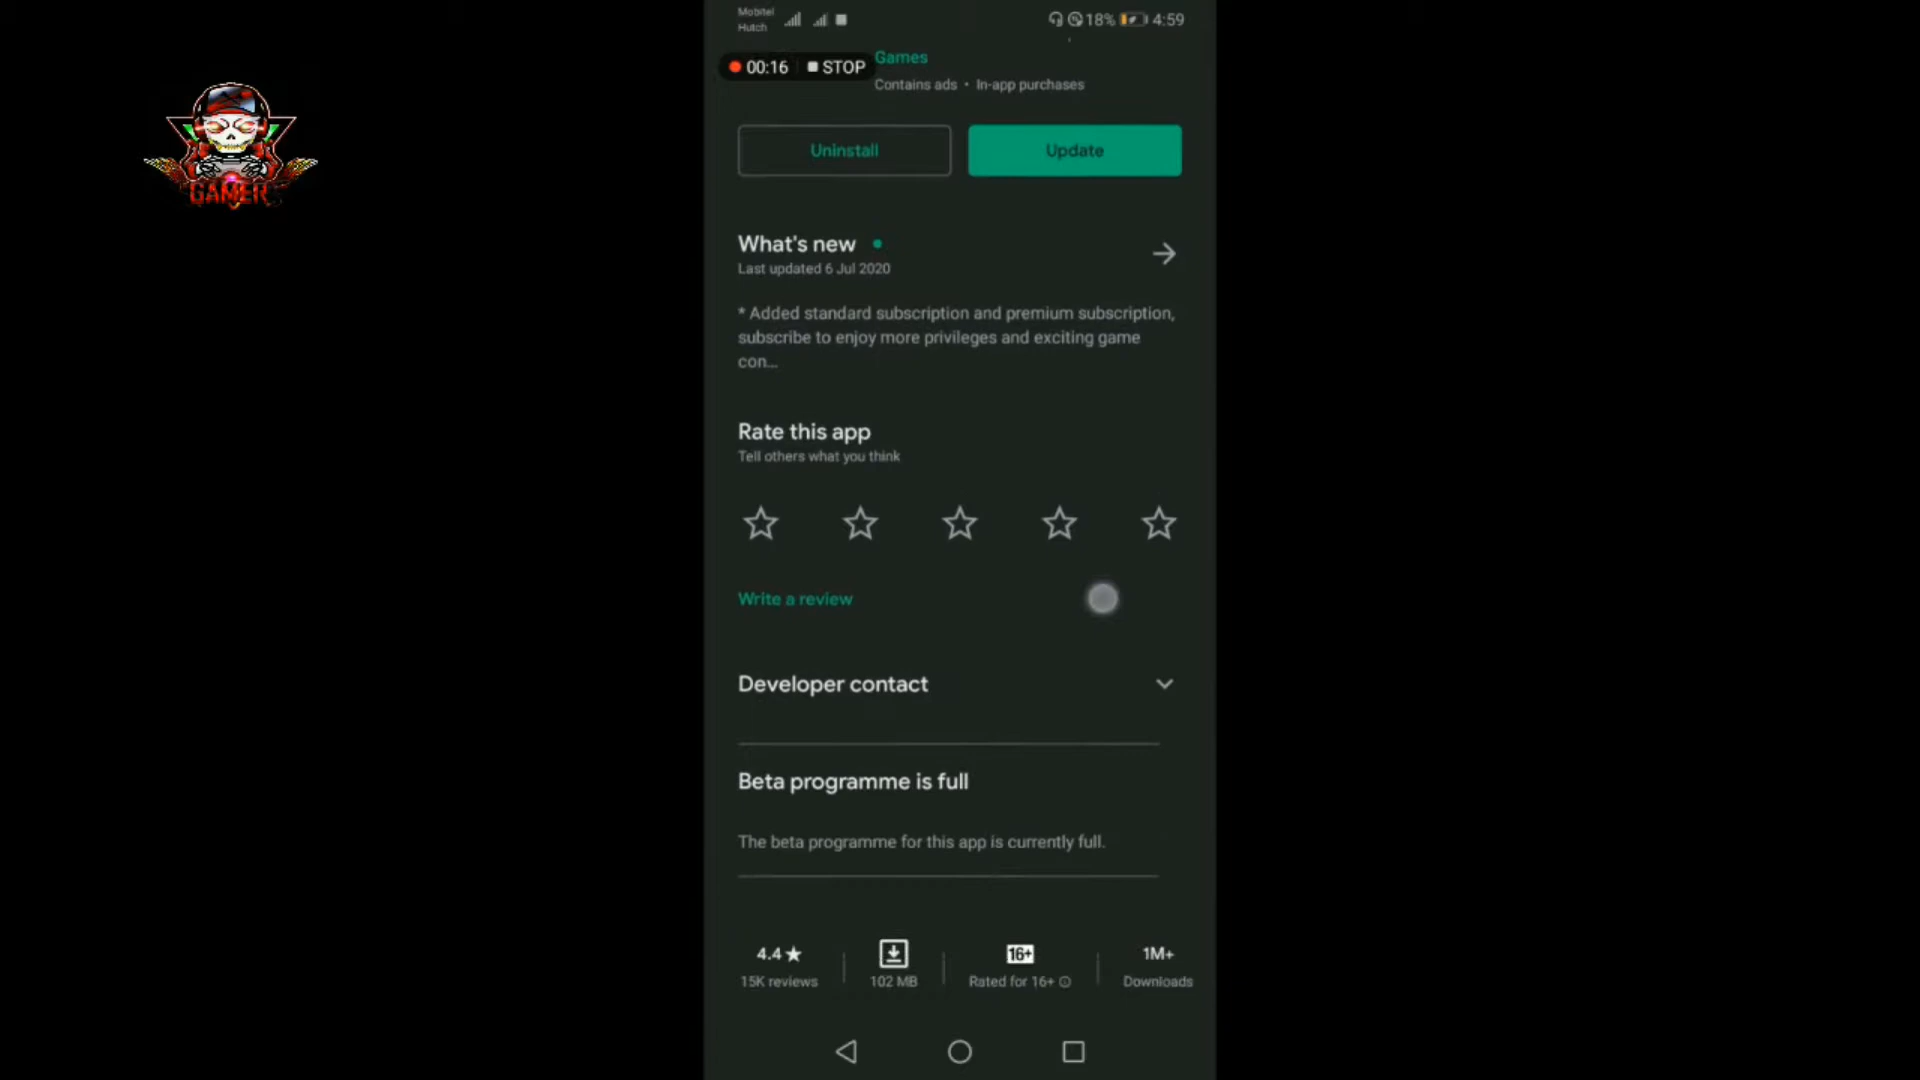 Mobitel
Hutch
18% 4:59
00:16 STOP
Games
Contains ads • In-app purchases
Uninstall
Update
What's new
Last updated 6 Jul 2020
* Added standard subscription and premium subscription,
subscribe to enjoy more privileges and exciting game
con...
Rate this app
Tell others what you think
Write a review
Developer contact
Beta programme is full
The beta programme for this app is currently full.
4.4★
15K reviews
102 MB
16+
Rated for 16+
1M+
Downloads
GAMER